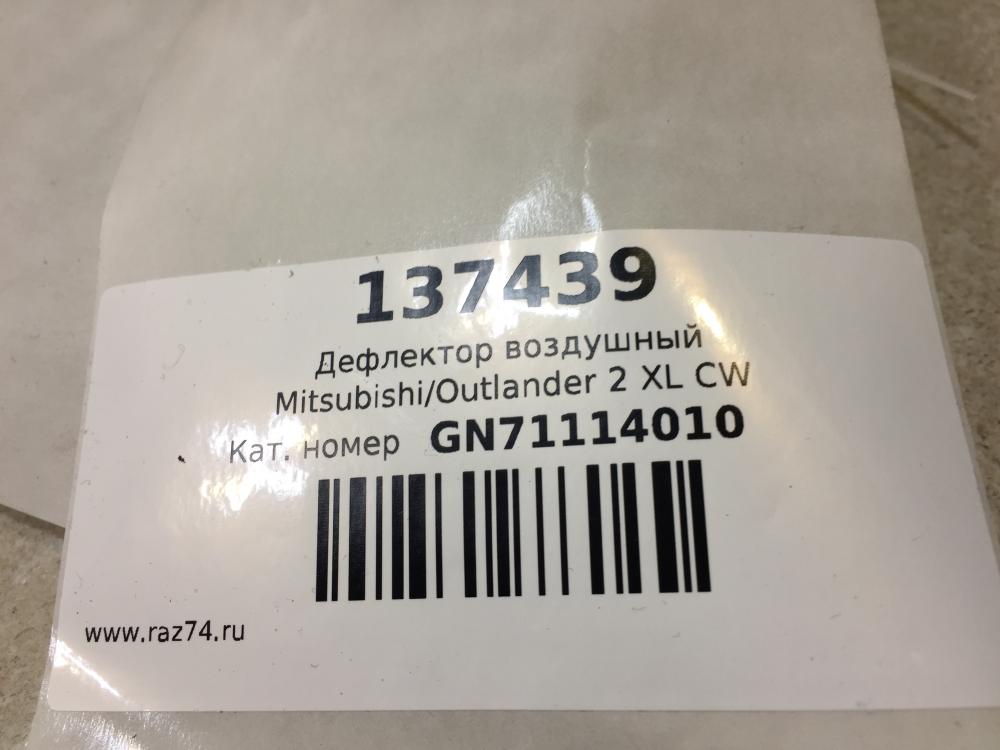 137439
Дефлектор воздушный
Mitsubishi/Outlander 2 XL CW
Кат. номер GN71114010
www.raz74.ru